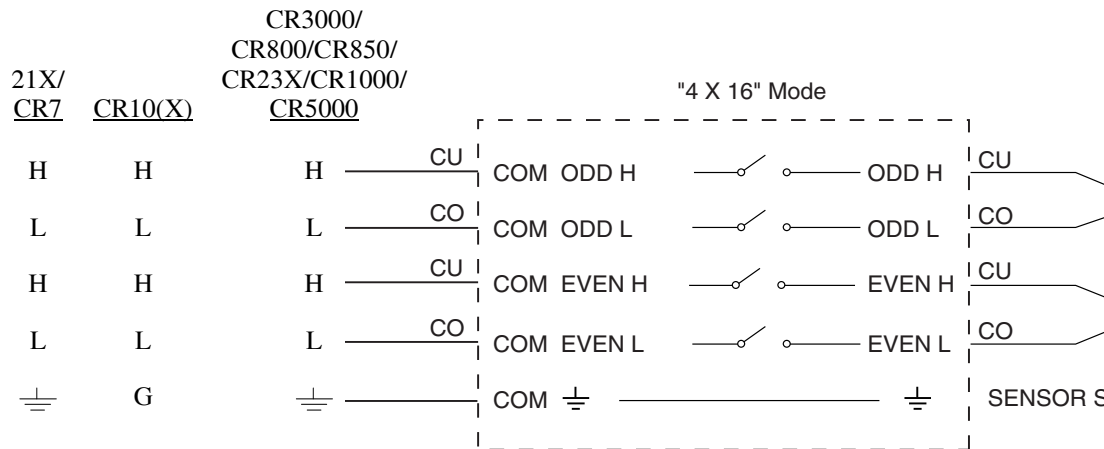 CR3000/
CR800/CR850/
21X/ CR23X/CR1000/
CR7 CR10(X) CR5000
"4 X 16" Mode
H H H CU COM ODD H ODD H CU
L L L CO COM ODD L ODD L CO
H H H CU COM EVEN H EVEN H CU
L L L CO COM EVEN L EVEN L CO
G COM SENSOR S